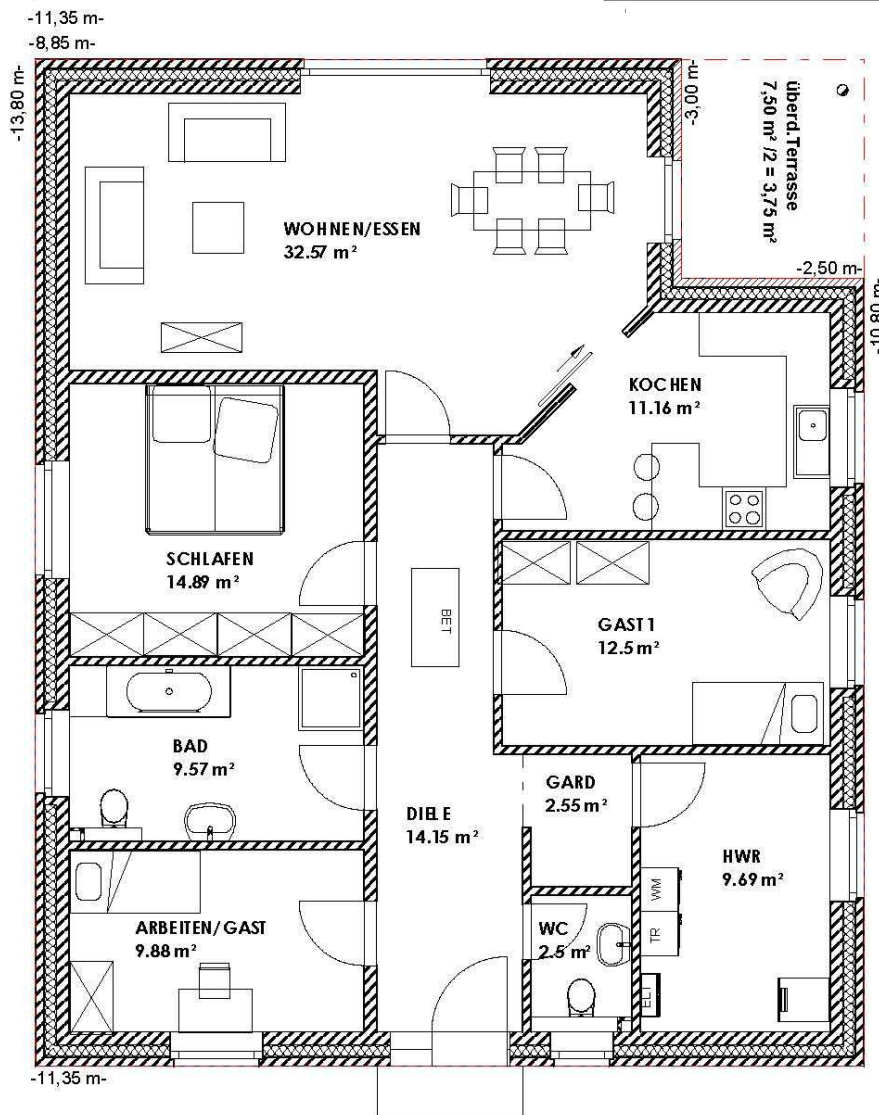 -11,35 m-
-8,85 m-
-13,80 m-
-3,00 m-
überd.Terrasse
7,50 m² /2 = 3,75 m²
-2,50 m-
-10,80 m-
WOHNEN/ESSEN
32.57 m²
KOCHEN
11.16 m²
SCHLAFEN
14.89 m²
BET
GAST 1
12.5 m²
BAD
9.57 m²
GARD
2.55 m²
DIELE
14.15 m²
HWR
9.69 m²
WM
TR
ARBEITEN/GAST
9.88 m²
WC
2.5 m²
ELT
-11,35 m-